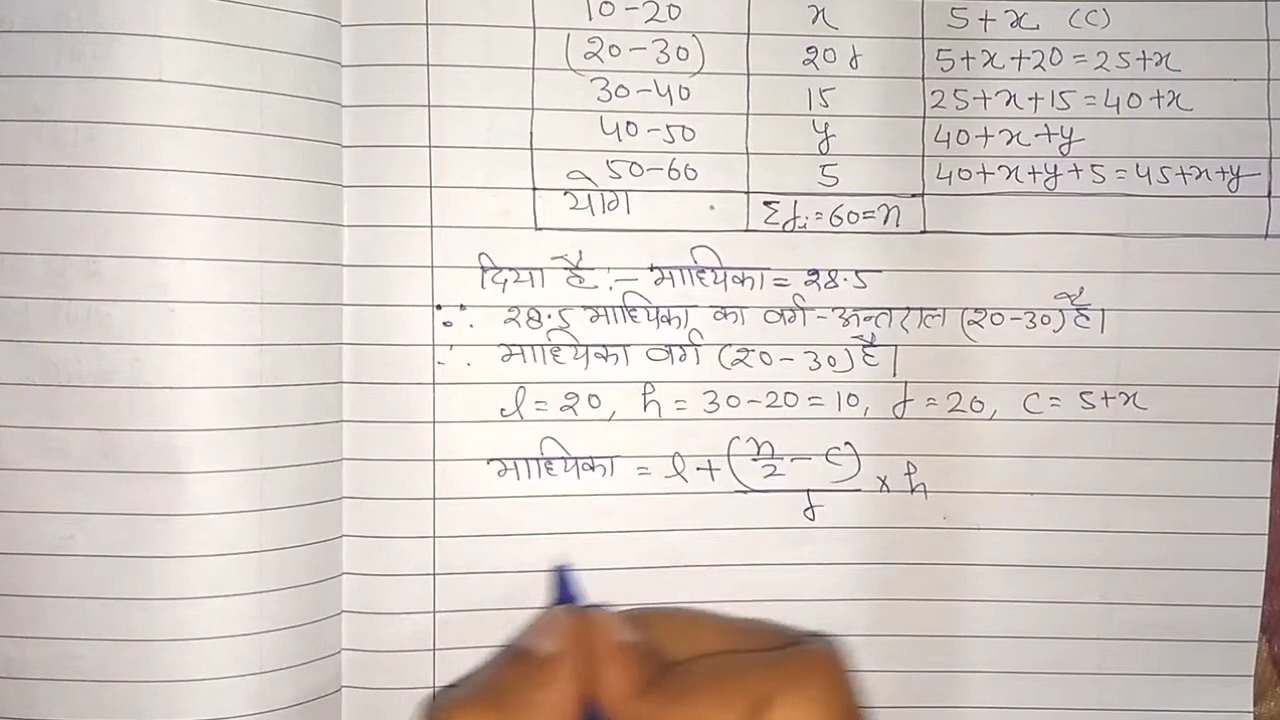 10-20 x 5+x (C)
(20-30) 20 f 5+x+20=25+x
30-40 15 25+x+15=40+x
40-50 y 40+x+y
50-60 5 40+x+y+5=45+x+y
योग Σfi=60=n
दिया है :- माध्यिका = 28.5
∵ 28.5 माध्यिका का वर्ग-अन्तराल (20-30) है।
∴ माध्यिका वर्ग (20-30) है।
l=20, h=30-20=10, f=20, C=5+x
माध्यिका = l+(n/2-C)/f × h